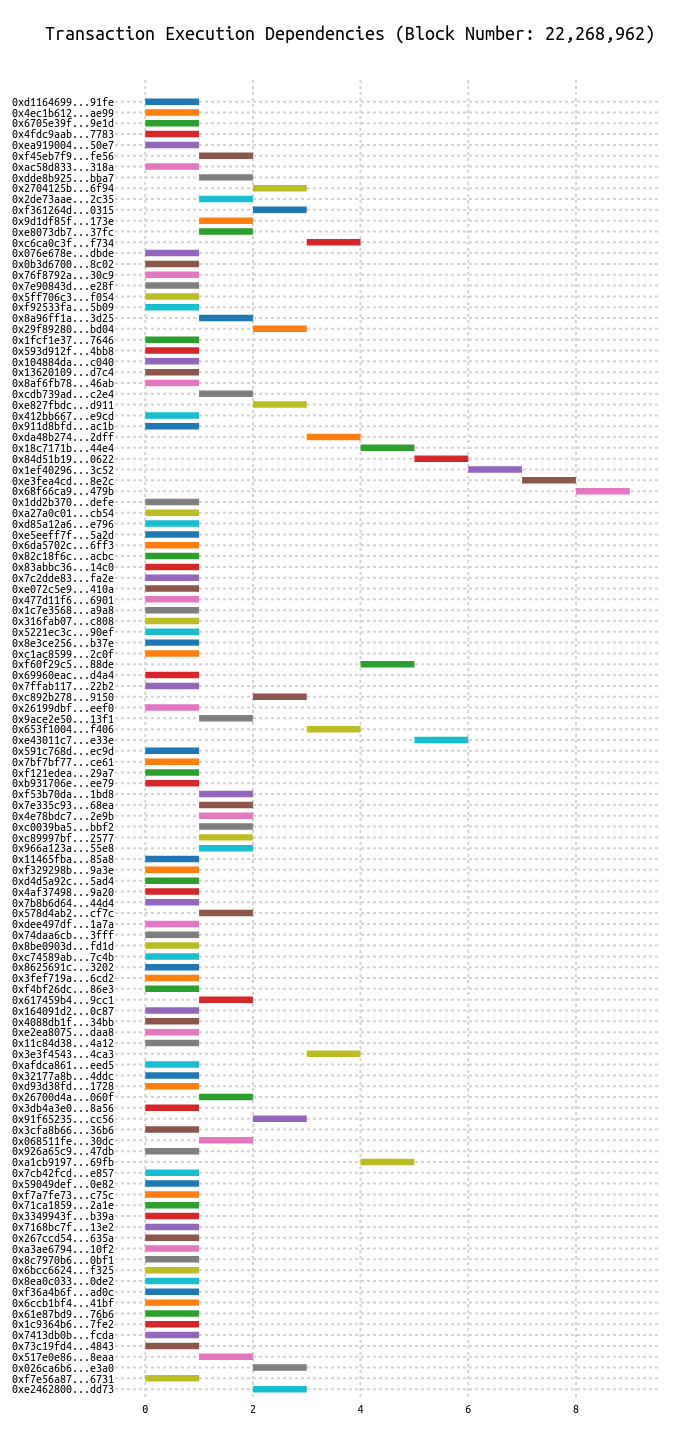 Transaction Execution Dependencies (Block Number: 22,268,962)
0xd1164699...91fe
0x4ec1b612...ae99
0x6705e39f...9e1d
0x4fdc9aab...7783
0xea919004...50e7
0xf45eb7f9...fe56
0xac58d833...318a
0xdde8b925...bba7
0x2704125b...6f94
0x2de73aae...2c35
0xf361264d...0315
0x9d1df85f...173e
0xe8073db7...37fc
0xc6ca0c3f...f734
0x076e678e...dbde
0x0b3d6700...8c02
0x76f8792a...30c9
0x7e90843d...e28f
0x5ff706c3...f054
0xf92533fa...5b09
0x8a96ff1a...3d25
0x29f89280...bd04
0x1fcf1e37...7646
0x593d912f...4bb8
0x104884da...c040
0x13620109...d7c4
0x8af6fb78...46ab
0xcdb739ad...c2e4
0xe827fbdc...d911
0x412bb667...e9cd
0x911d8bfd...ac1b
0xda48b274...2dff
0x18c7171b...44e4
0x84d51b19...0622
0x1ef40296...3c52
0xe3fea4cd...8e2c
0x68f66ca9...479b
0x1dd2b370...defe
0xa27a0c01...cb54
0xd85a12a6...e796
0xe5eeff7f...5a2d
0x6da5702c...6ff3
0x82c18f6c...acbc
0x83abbc36...14c0
0x7c2dde83...fa2e
0xe072c5e9...410a
0x477d11f6...6901
0x1c7e3568...a9a8
0x316fab07...c808
0x5221ec3c...90ef
0x8e3ce256...b37e
0xc1ac8599...2c0f
0xf60f29c5...88de
0x69960eac...d4a4
0x7ffab117...22b2
0xc892b278...9150
0x26199dbf...eef0
0x9ace2e50...13f1
0x653f1004...f406
0xe43011c7...e33e
0x591c768d...ec9d
0x7bf7bf77...ce61
0xf121edea...29a7
0xb931706e...ee79
0xf53b70da...1bd8
0x7e335c93...68ea
0x4e78bdc7...2e9b
0xc0039ba5...bbf2
0xc89997bf...2577
0x966a123a...55e8
0x11465fba...85a8
0xf329298b...9a3e
0xd4d5a92c...5ad4
0x4af37498...9a20
0x7b8b6d64...44d4
0x578d4ab2...cf7c
0xdee497df...1a7a
0x74daa6cb...3fff
0x8be0903d...fd1d
0xc74589ab...7c4b
0x8625691c...3202
0x3fef719a...6cd2
0xf4bf26dc...86e3
0x617459b4...9cc1
0x164091d2...0c87
0x4088db1f...34bb
0xe2ea8075...daa8
0x11c84d38...4a12
0x3e3f4543...4ca3
0xafdca861...eed5
0x32177a8b...4ddc
0xd93d38fd...1728
0x26700d4a...060f
0x3db4a3e0...8a56
0x91f65235...cc56
0x3cfa8b66...36b6
0x068511fe...30dc
0x926a65c9...47db
0xa1cb9197...69fb
0x7cb42fcd...e857
0x59049def...0e82
0xf7a7fe73...c75c
0x71ca1859...2a1e
0x3349943f...b39a
0x7168bc7f...13e2
0x267ccd54...635a
0xa3ae6794...10f2
0x8c7970b6...0bf1
0x6bcc6624...f325
0x8ea0c033...0de2
0xf36a4b6f...ad0c
0x6ccb1bf4...41bf
0x61e87bd9...76b6
0x1c9364b6...7fe2
0x7413db0b...fcda
0x73c19fd4...4843
0x517e0e86...8eaa
0x026ca6b6...e3a0
0xf7e56a87...6731
0xe2462800...dd73
0 2 4 6 8